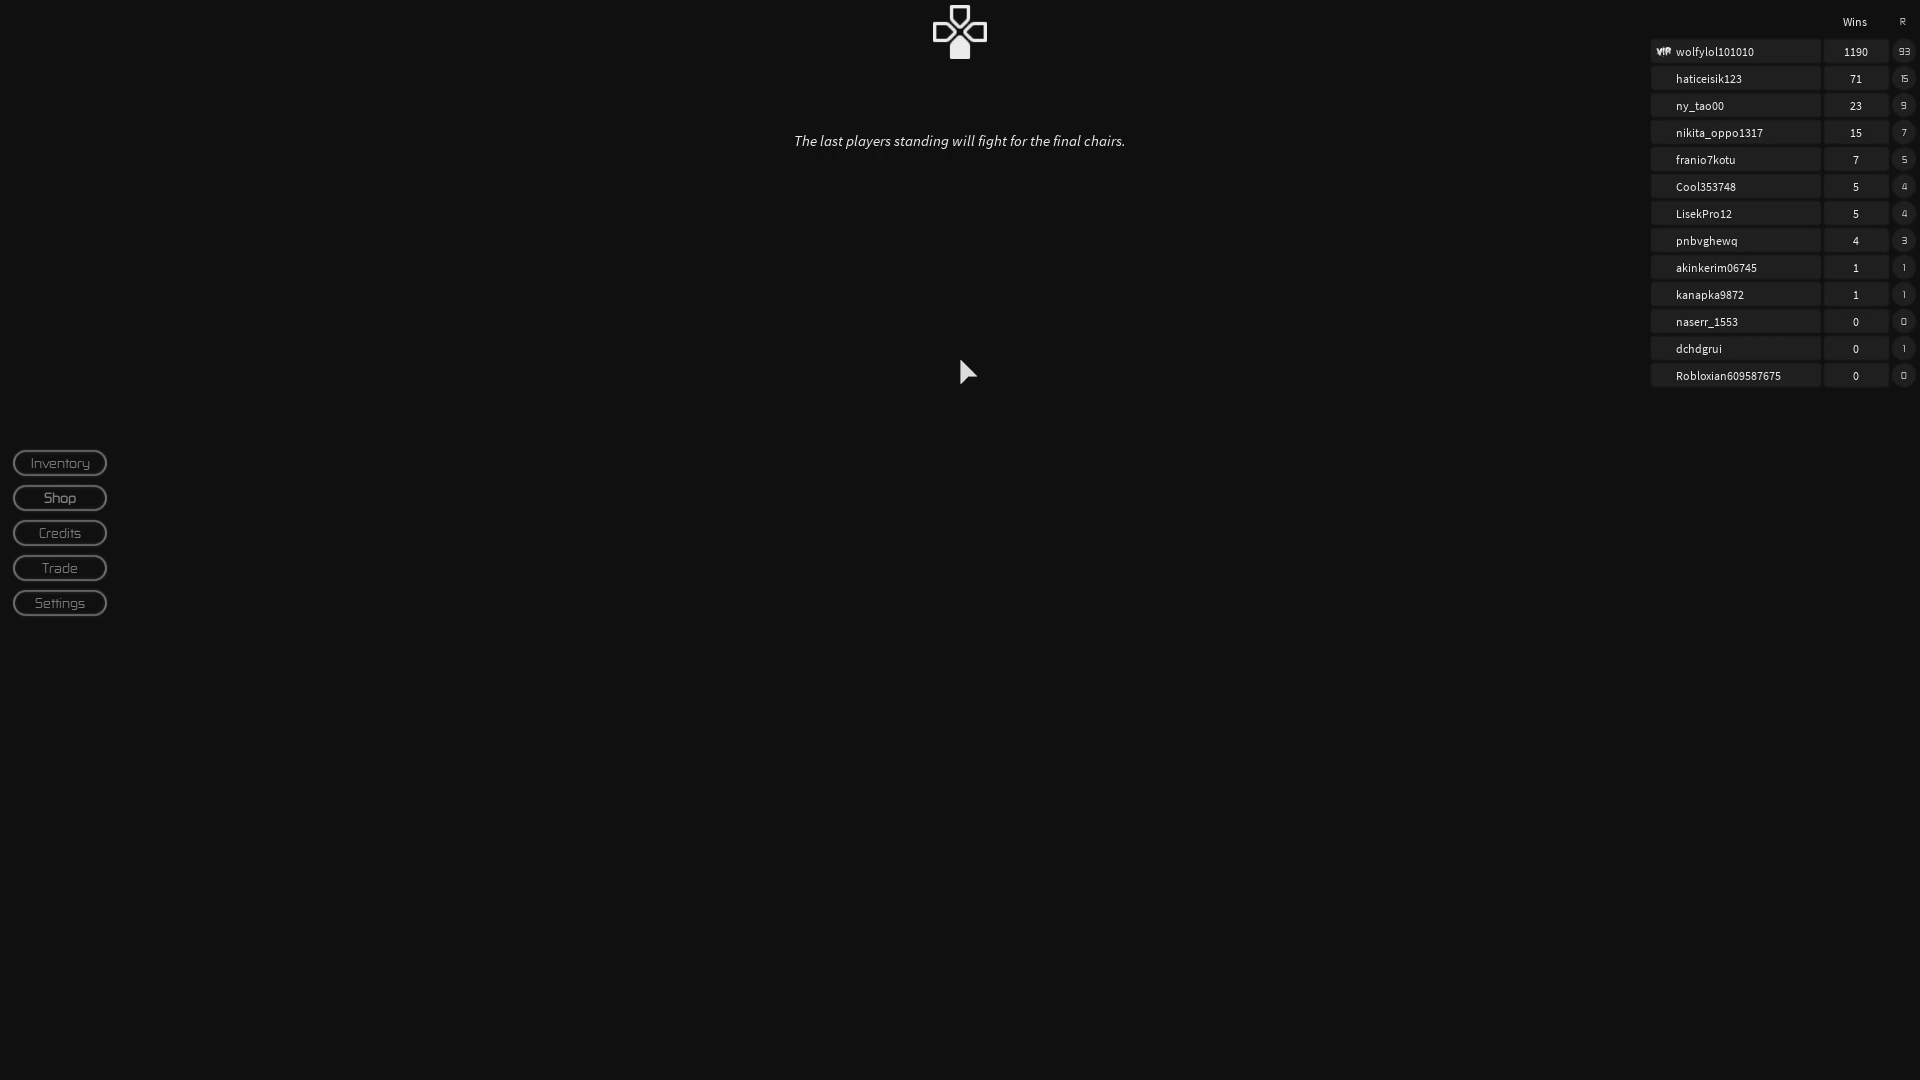 Wins R
VIP wolfylol101010 1190 93
haticeisik123 71 15
ny_tao00 23 9
The last players standing will fight for the final chairs.
nikita_oppo1317 15 7
franio7kotu 7 5
Cool353748 5 4
LisekPro12 5 4
pnbvghewq 4 3
akinkerim06745 1 1
kanapka9872 1 1
naserr_1553 0 0
dchdgrui 0 1
Robloxian609587675 0 0
Inventory
Shop
Credits
Trade
Settings